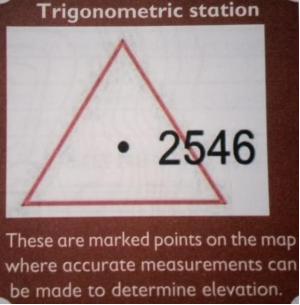 Trigonometric station
2546
These are marked points on the map
where accurate measurements can
be made to determine elevation.